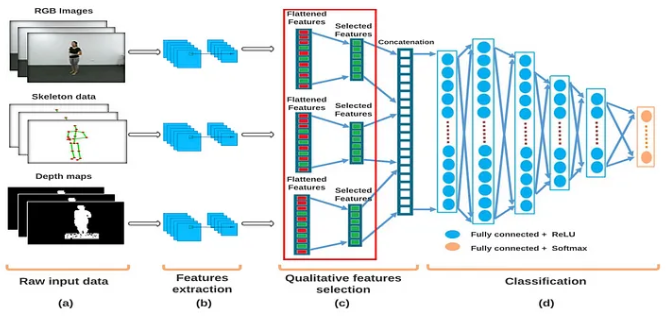 RGB Images
Skeleton data
Depth maps
Flattened
Features
Selected
Features
Flattened
Features
Selected
Features
Flattened
Features
Selected
Features
Concatenation
Fully connected + ReLU
Fully connected + Softmax
Raw input data
(a)
Features
extraction
(b)
Qualitative features
selection
(c)
Classification
(d)